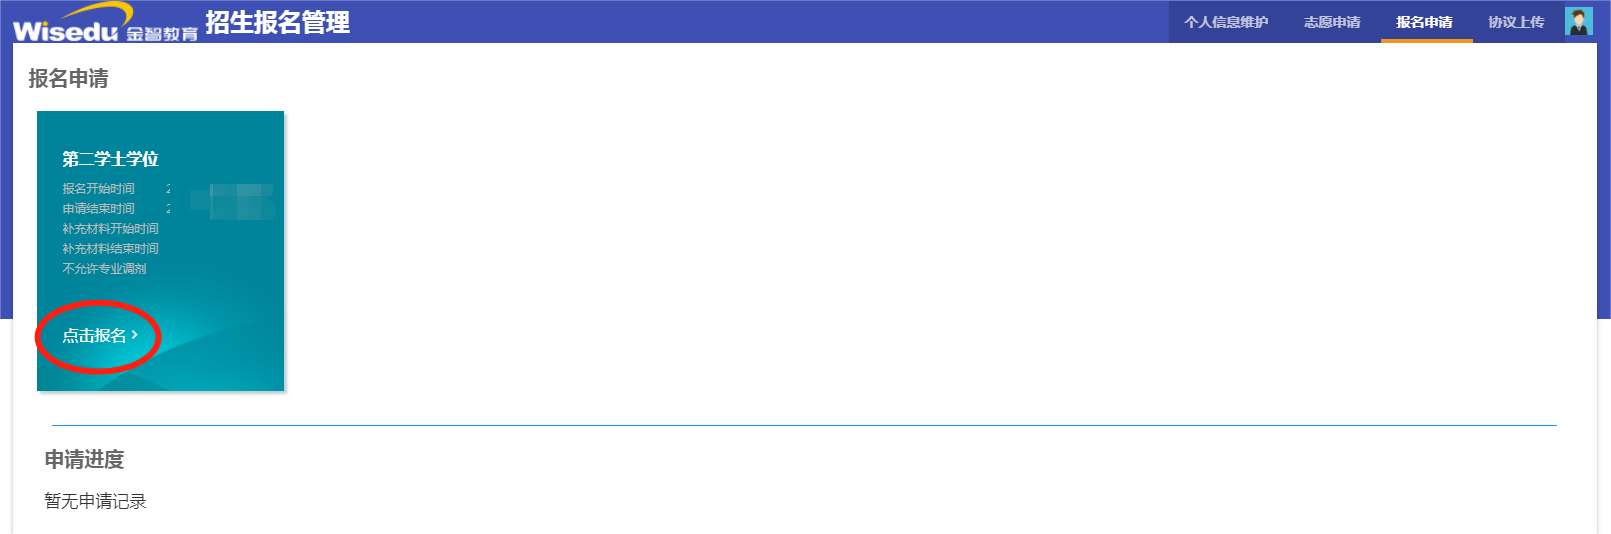 Wisedu 金智教育 招生报名管理
个人信息维护 志愿申请 报名申请 协议上传
报名申请
第二学士学位
报名开始时间 2
申请结束时间 2
补充材料开始时间
补充材料结束时间
不允许专业调剂
点击报名 >
申请进度
暂无申请记录